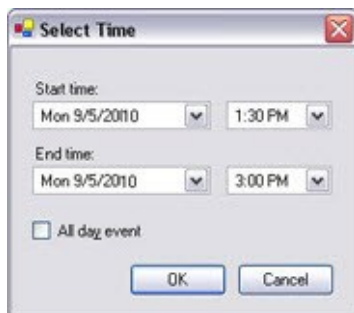 Select Time
Start time:
Mon 9/5/2010 1:30 PM
End time:
Mon 9/5/2010 3:00 PM
All day event
OK Cancel